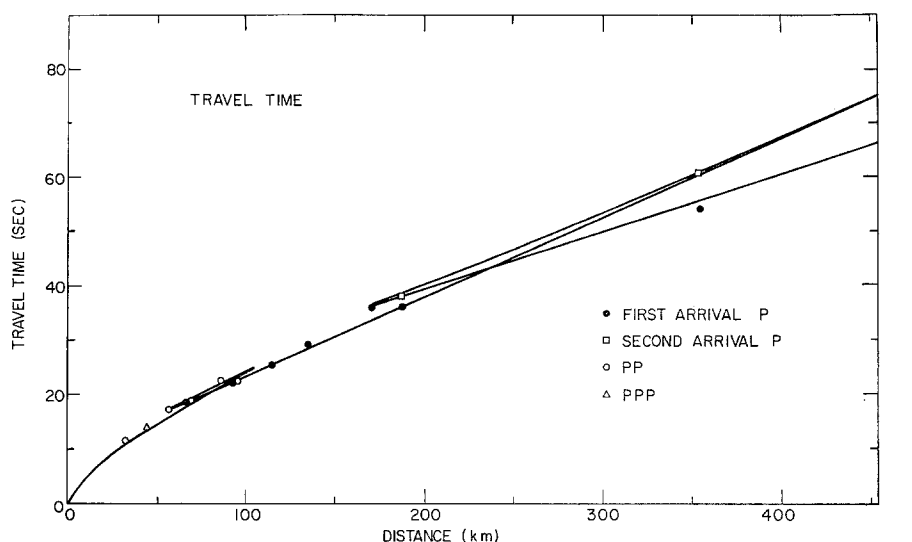 80
TRAVEL TIME
60
TRAVEL TIME (SEC)
40
FIRST ARRIVAL P
SECOND ARRIVAL P
PP
PPP
20
0
0 100 200 300 400
DISTANCE (km)